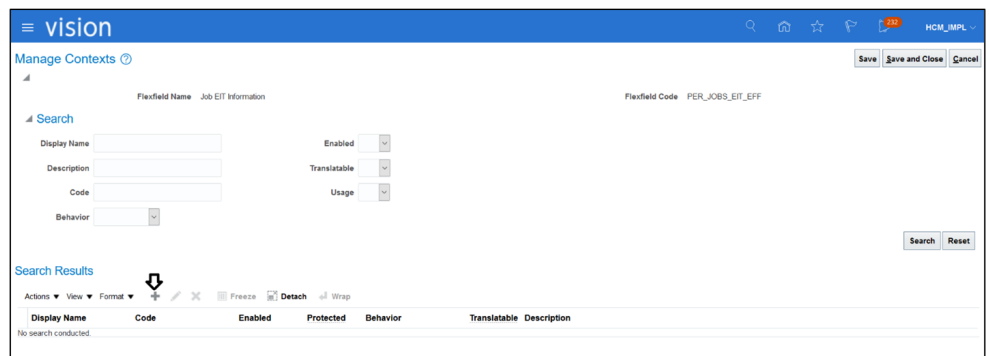 vision
232
HCM_IMPL
Manage Contexts
Save Save and Close Cancel
Flexfield Name Job EIT Information Flexfield Code PER_JOBS_EIT_EFF
Search
Display Name Enabled
Description Translatable
Code Usage
Behavior
Search Reset
Search Results
Actions View Format Freeze Detach Wrap
Display Name Code Enabled Protected Behavior Translatable Description
No search conducted.